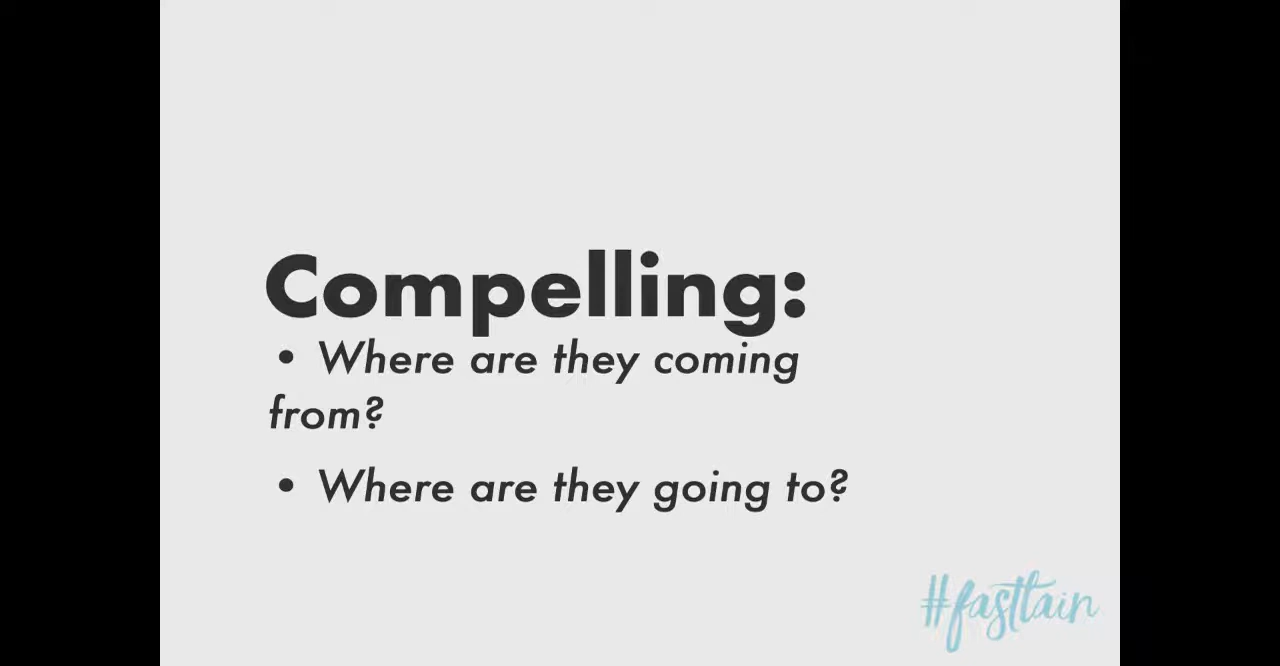 Compelling:
• Where are they coming
from?
• Where are they going to?
#fasttain